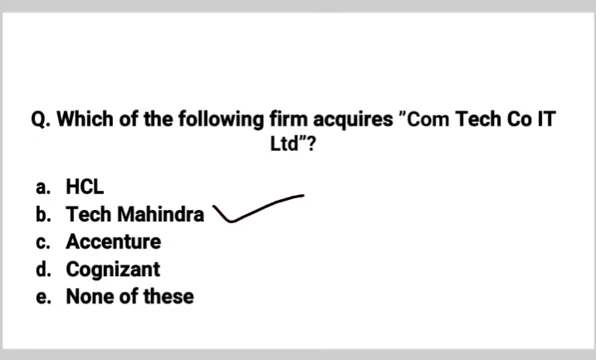 Q. Which of the following firm acquires "Com Tech Co IT
Ltd"?
a. HCL
b. Tech Mahindra
c. Accenture
d. Cognizant
e. None of these